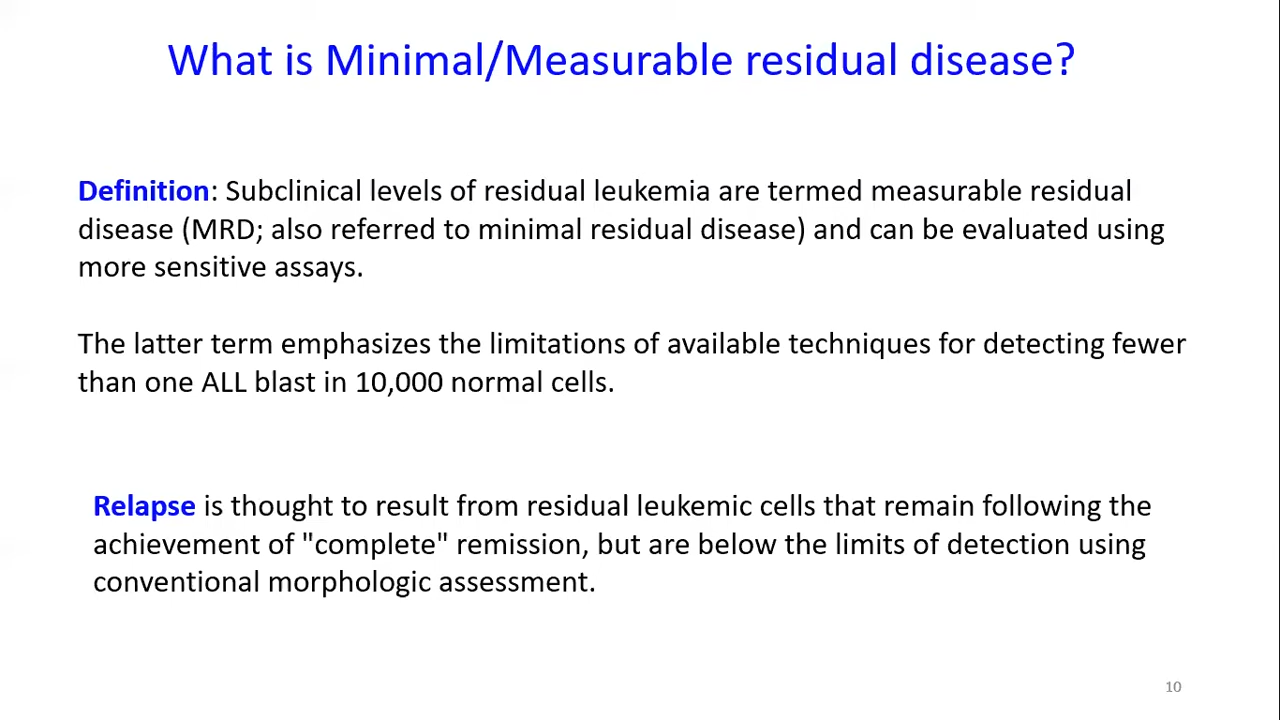 What is Minimal/Measurable residual disease?
Definition: Subclinical levels of residual leukemia are termed measurable residual
disease (MRD; also referred to minimal residual disease) and can be evaluated using
more sensitive assays.
The latter term emphasizes the limitations of available techniques for detecting fewer
than one ALL blast in 10,000 normal cells.
Relapse is thought to result from residual leukemic cells that remain following the
achievement of "complete" remission, but are below the limits of detection using
conventional morphologic assessment.
10